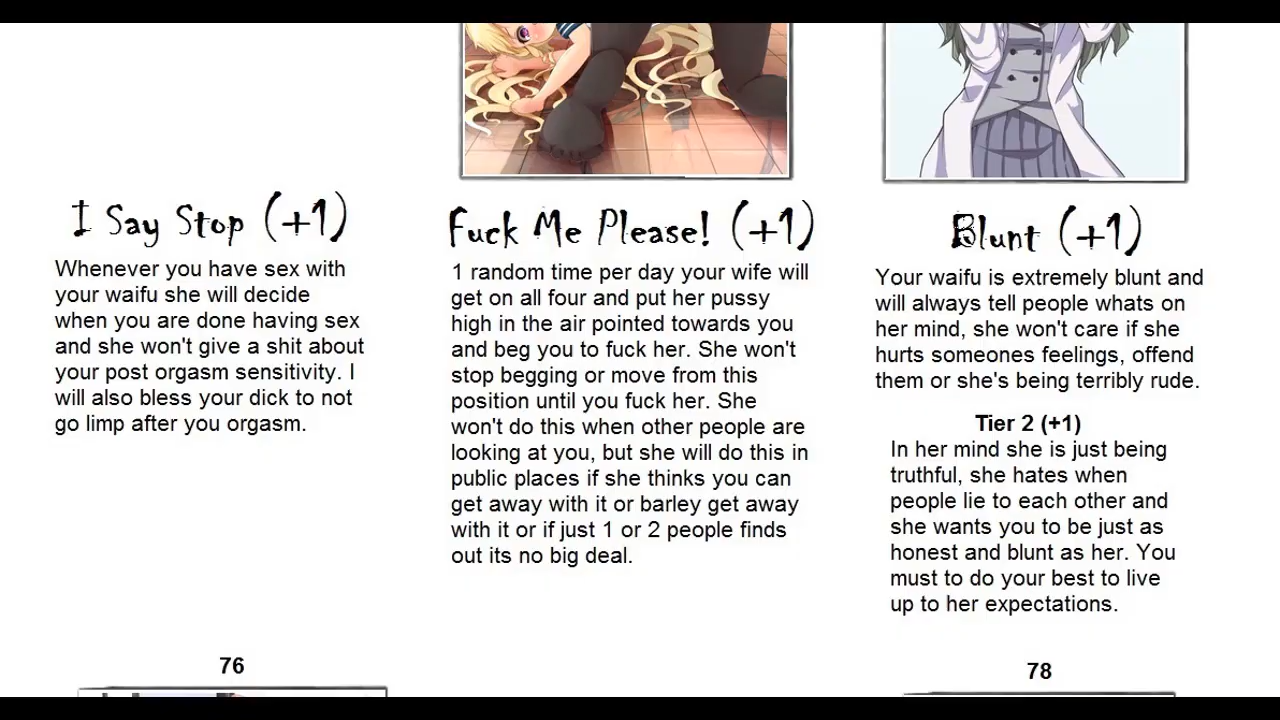 I Say Stop (+1)
Whenever you have sex with
your waifu she will decide
when you are done having sex
and she won't give a shit about
your post orgasm sensitivity. I
will also bless your dick to not
go limp after you orgasm.
76
Fuck Me Please! (+1)
1 random time per day your wife will
get on all four and put her pussy
high in the air pointed towards you
and beg you to fuck her. She won't
stop begging or move from this
position until you fuck her. She
won't do this when other people are
looking at you, but she will do this in
public places if she thinks you can
get away with it or barley get away
with it or if just 1 or 2 people finds
out its no big deal.
Blunt (+1)
Your waifu is extremely blunt and
will always tell people whats on
her mind, she won't care if she
hurts someones feelings, offend
them or she's being terribly rude.
Tier 2 (+1)
In her mind she is just being
truthful, she hates when
people lie to each other and
she wants you to be just as
honest and blunt as her. You
must to do your best to live
up to her expectations.
78